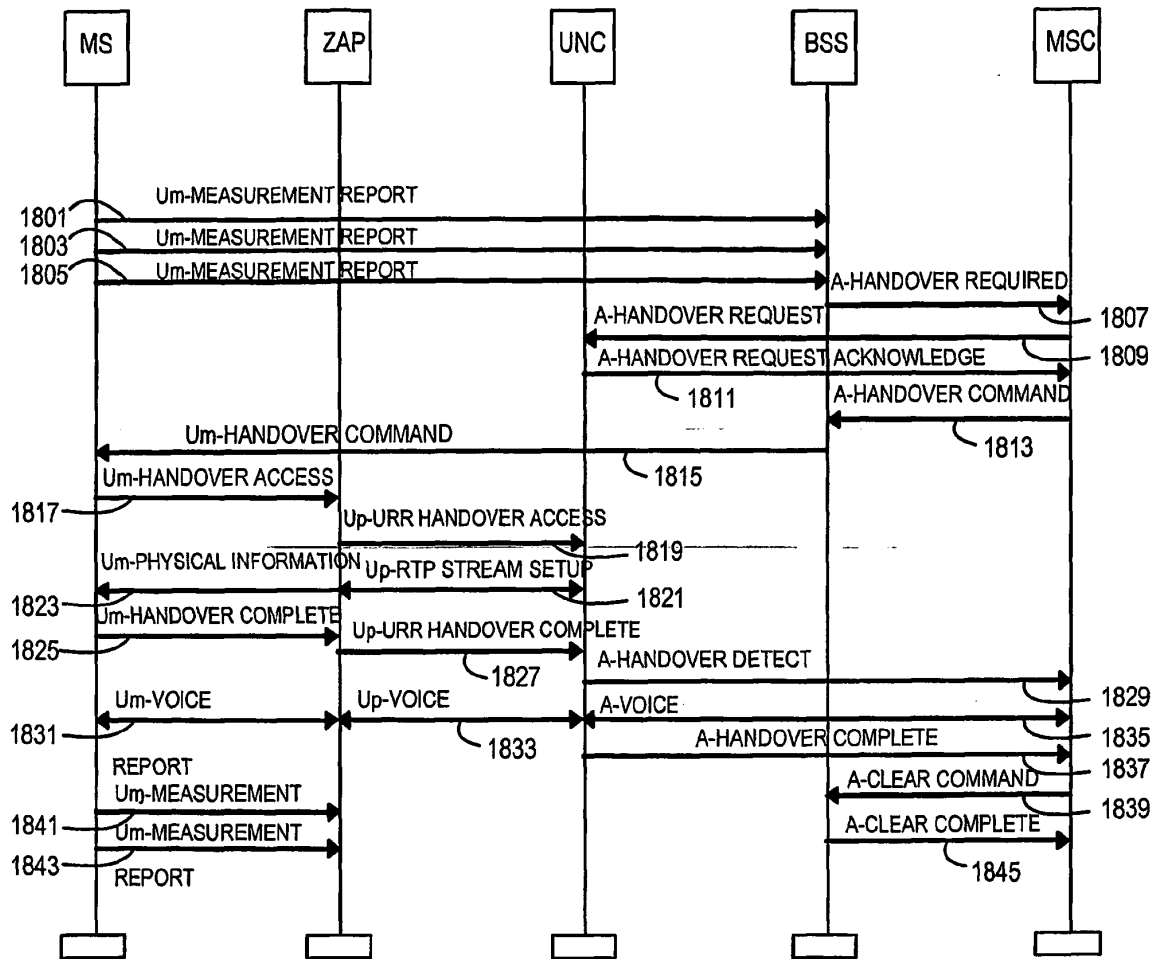 MS
ZAP
UNC
BSS
MSC
Um-MEASUREMENT REPORT
1801
Um-MEASUREMENT REPORT
1803
Um-MEASUREMENT REPORT
1805
A-HANDOVER REQUIRED
1807
A-HANDOVER REQUEST
1809
A-HANDOVER REQUEST ACKNOWLEDGE
1811
A-HANDOVER COMMAND
1813
Um-HANDOVER COMMAND
1815
Um-HANDOVER ACCESS
1817
Up-URR HANDOVER ACCESS
1819
Um-PHYSICAL INFORMATION
Up-RTP STREAM SETUP
1823
1821
Um-HANDOVER COMPLETE
1825
Up-URR HANDOVER COMPLETE
1827
A-HANDOVER DETECT
1829
Um-VOICE
Up-VOICE
A-VOICE
1831
1833
1835
A-HANDOVER COMPLETE
1837
REPORT
Um-MEASUREMENT
1841
A-CLEAR COMMAND
1839
Um-MEASUREMENT
1843
REPORT
A-CLEAR COMPLETE
1845